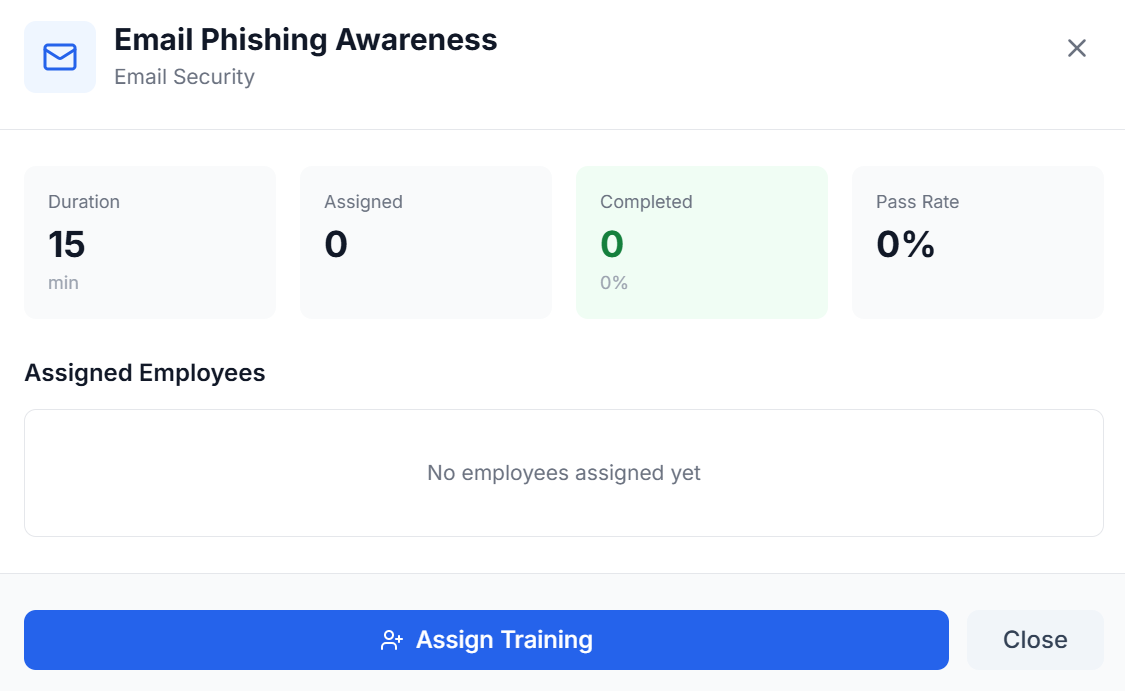 Email Phishing Awareness
Email Security
Duration
15
min
Assigned
0
Completed
0
0%
Pass Rate
0%
Assigned Employees
No employees assigned yet
Assign Training
Close